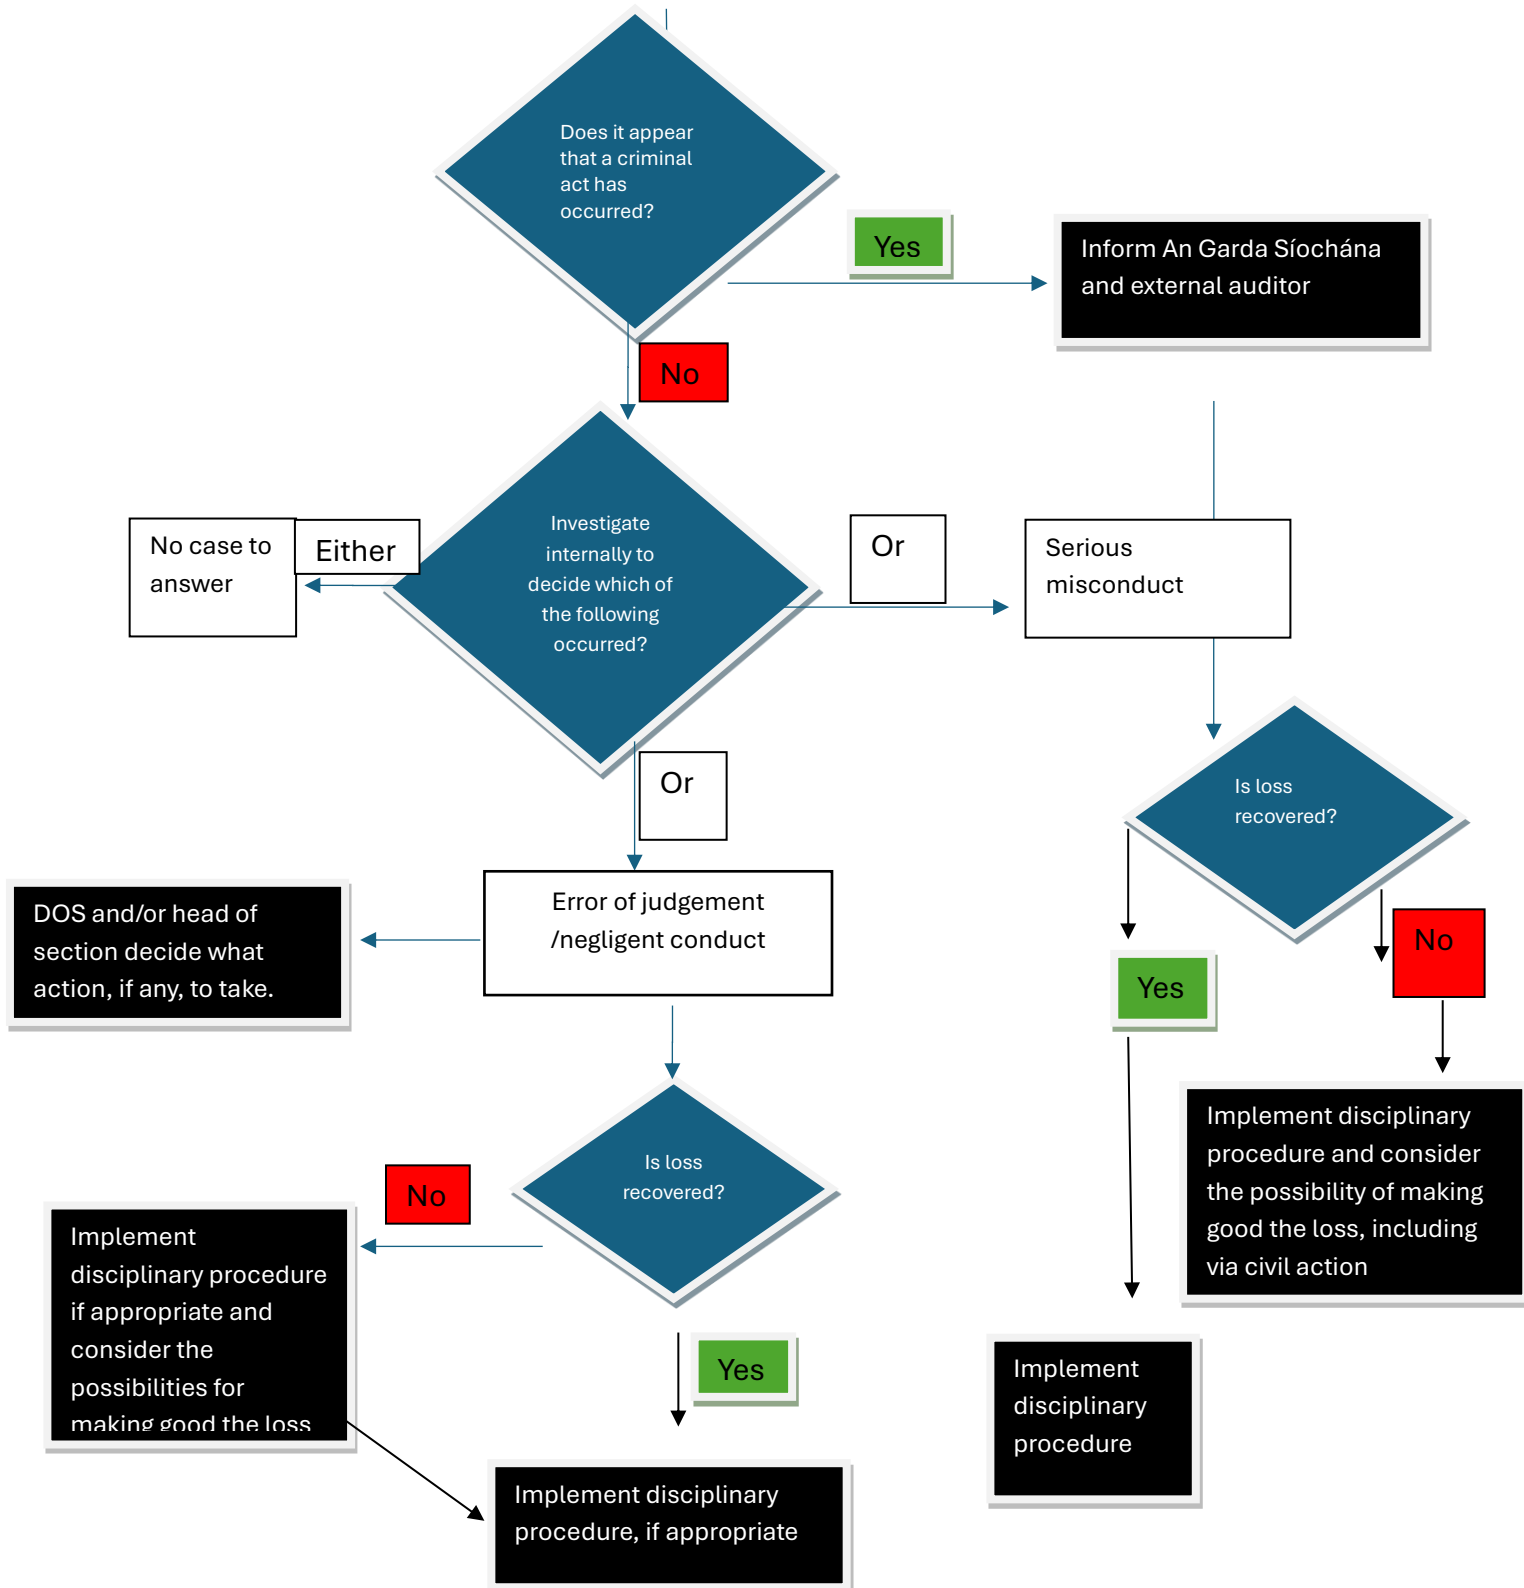 Does it appear
that a criminal
act has
occurred?
Yes
Inform An Garda Síochána
and external auditor
No
Investigate
internally to
decide which of
the following
occurred?
Either
No case to
answer
Or
Serious
misconduct
Or
Is loss
recovered?
Error of judgement
/negligent conduct
DOS and/or head of
section decide what
action, if any, to take.
No
Yes
Implement disciplinary
procedure and consider
the possibility of making
good the loss, including
via civil action
Is loss
recovered?
No
Implement
disciplinary procedure
if appropriate and
consider the
possibilities for
making good the loss
Yes
Implement
disciplinary
procedure
Implement disciplinary
procedure, if appropriate